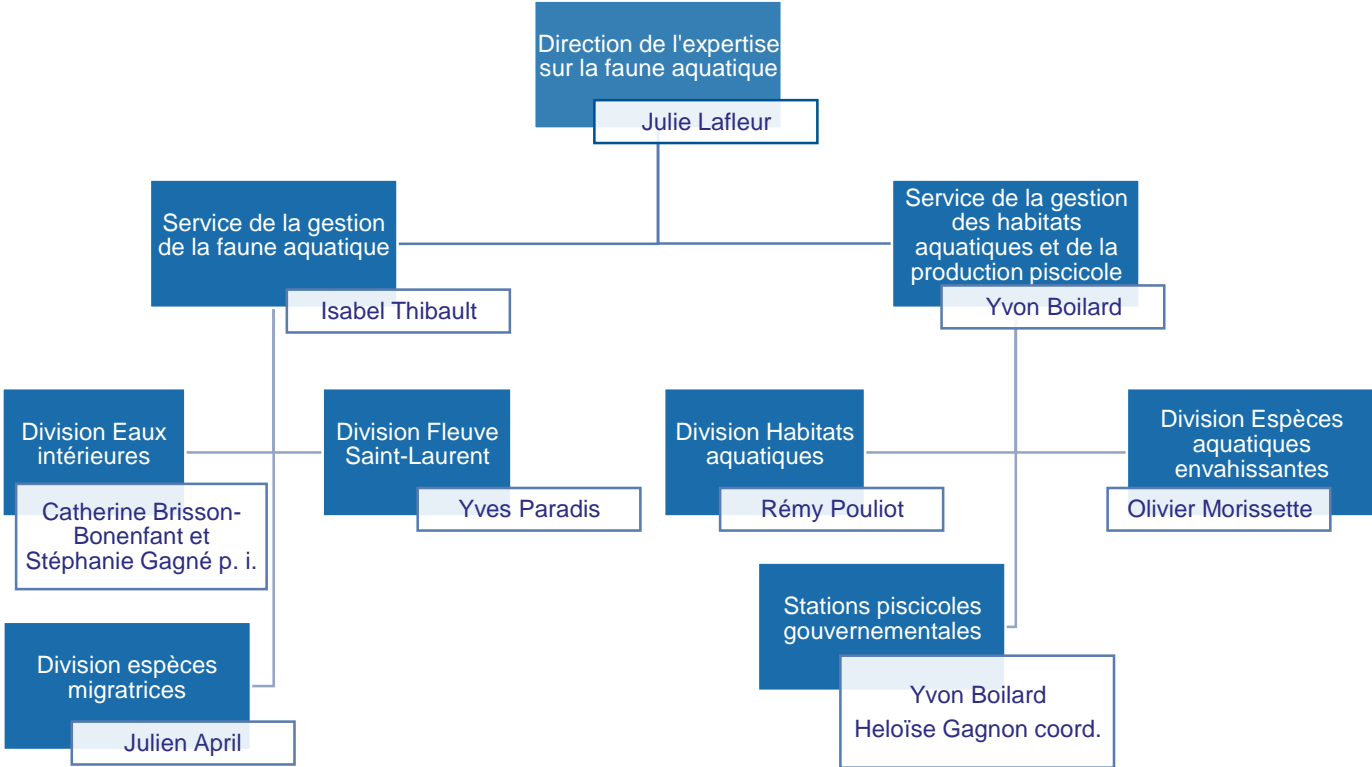 Direction de l'expertise
sur la faune aquatique
Julie Lafleur
Service de la gestion
de la faune aquatique
Isabel Thibault
Service de la gestion
des habitats
aquatiques et de la
production piscicole
Yvon Boilard
Division Eaux
intérieures
Catherine Brisson-
Bonenfant et
Stéphanie Gagné p. i.
Division Fleuve
Saint-Laurent
Yves Paradis
Division Habitats
aquatiques
Rémy Pouliot
Division Espèces
aquatiques
envahissantes
Olivier Morissette
Division espèces
migratrices
Julien April
Stations piscicoles
gouvernementales
Yvon Boilard
Heloïse Gagnon coord.